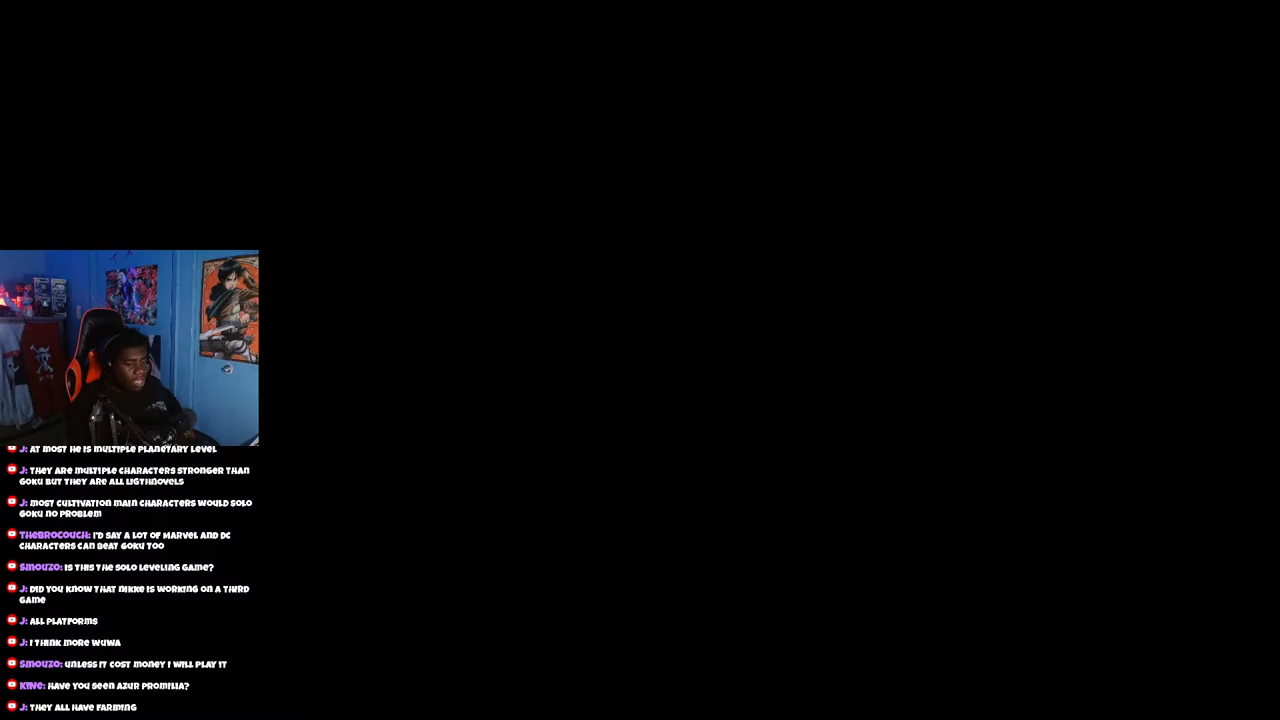 J: AT MOST HE IS MULTIPLE PLANETARY LEVEL
J: THEY ARE MULTIPLE CHARACTERS STRONGER THAN
GOKU BUT THEY ARE ALL LIGTHNOVELS
J: MOST CULTIVATION MAIN CHARACTERS WOULD SOLO
GOKU NO PROBLEM
THEBROCOUCH: I'D SAY A LOT OF MARVEL AND DC
CHARACTERS CAN BEAT GOKU TOO
SMOUZO: IS THIS THE SOLO LEVELING GAME?
J: DID YOU KNOW THAT NIKKE IS WORKING ON A THIRD
GAME
J: ALL PLATFORMS
J: I THINK MORE WUWA
SMOUZO: UNLESS IT COST MONEY I WILL PLAY IT
KINE: HAVE YOU SEEN AZUR PROMILIA?
J: THEY ALL HAVE FARMING